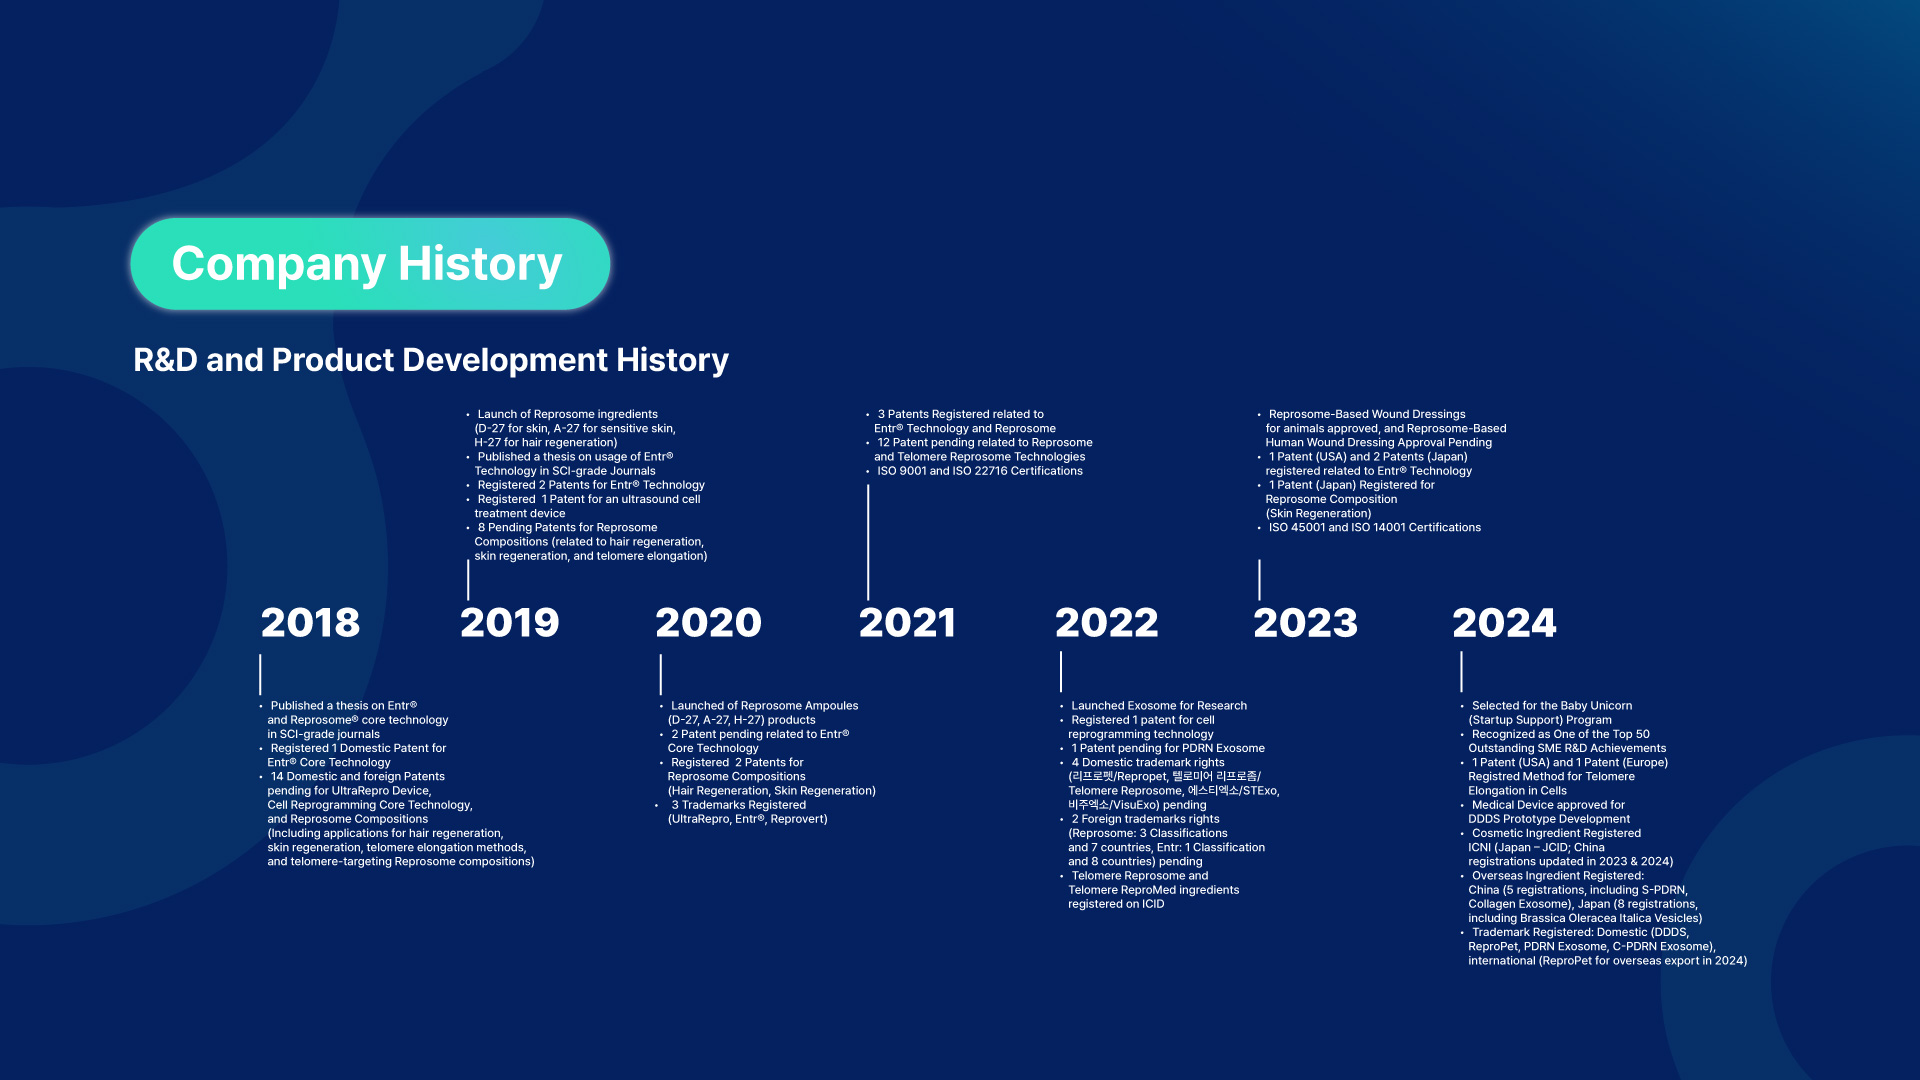 Company History
R&D and Product Development History
• Launch of Reprosome ingredients
(D-27 for skin, A-27 for sensitive skin,
H-27 for hair regeneration)
• Published a thesis on usage of Entr®
Technology in SCI-grade Journals
• Registered 2 Patents for Entr® Technology
• Registered 1 Patent for an ultrasound cell
treatment device
• 8 Pending Patents for Reprosome
Compositions (related to hair regeneration,
skin regeneration, and telomere elongation)
• 3 Patents Registered related to
Entr® Technology and Reprosome
• 12 Patent pending related to Reprosome
and Telomere Reprosome Technologies
• ISO 9001 and ISO 22716 Certifications
• Reprosome-Based Wound Dressings
for animals approved, and Reprosome-Based
Human Wound Dressing Approval Pending
• 1 Patent (USA) and 2 Patents (Japan)
registered related to Entr® Technology
• 1 Patent (Japan) Registered for
Reprosome Composition
(Skin Regeneration)
• ISO 45001 and ISO 14001 Certifications
2018 2019 2020 2021 2022 2023 2024
• Published a thesis on Entr®
and Reprosome® core technology
in SCI-grade journals
• Registered 1 Domestic Patent for
Entr® Core Technology
• 14 Domestic and foreign Patents
pending for UltraRepro Device,
Cell Reprogramming Core Technology,
and Reprosome Compositions
(Including applications for hair regeneration,
skin regeneration, telomere elongation methods,
and telomere-targeting Reprosome compositions)
• Launched of Reprosome Ampoules
(D-27, A-27, H-27) products
• 2 Patent pending related to Entr®
Core Technology
• Registered 2 Patents for
Reprosome Compositions
(Hair Regeneration, Skin Regeneration)
• 3 Trademarks Registered
(UltraRepro, Entr®, Reprovert)
• Launched Exosome for Research
• Registered 1 patent for cell
reprogramming technology
• 1 Patent pending for PDRN Exosome
• 4 Domestic trademark rights
(리프로펫/Repropet, 텔로미어 리프로좀/
Telomere Reprosome, 에스티엑소/STExo,
비주엑소/VisuExo) pending
• 2 Foreign trademarks rights
(Reprosome: 3 Classifications
and 7 countries, Entr: 1 Classification
and 8 countries) pending
• Telomere Reprosome and
Telomere ReproMed ingredients
registered on ICID
• Selected for the Baby Unicorn
(Startup Support) Program
• Recognized as One of the Top 50
Outstanding SME R&D Achievements
• 1 Patent (USA) and 1 Patent (Europe)
Registred Method for Telomere
Elongation in Cells
• Medical Device approved for
DDDS Prototype Development
• Cosmetic Ingredient Registered
ICNI (Japan – JCID; China
registrations updated in 2023 & 2024)
• Overseas Ingredient Registered:
China (5 registrations, including S-PDRN,
Collagen Exosome), Japan (8 registrations,
including Brassica Oleracea Italica Vesicles)
• Trademark Registered: Domestic (DDDS,
ReproPet, PDRN Exosome, C-PDRN Exosome),
international (ReproPet for overseas export in 2024)